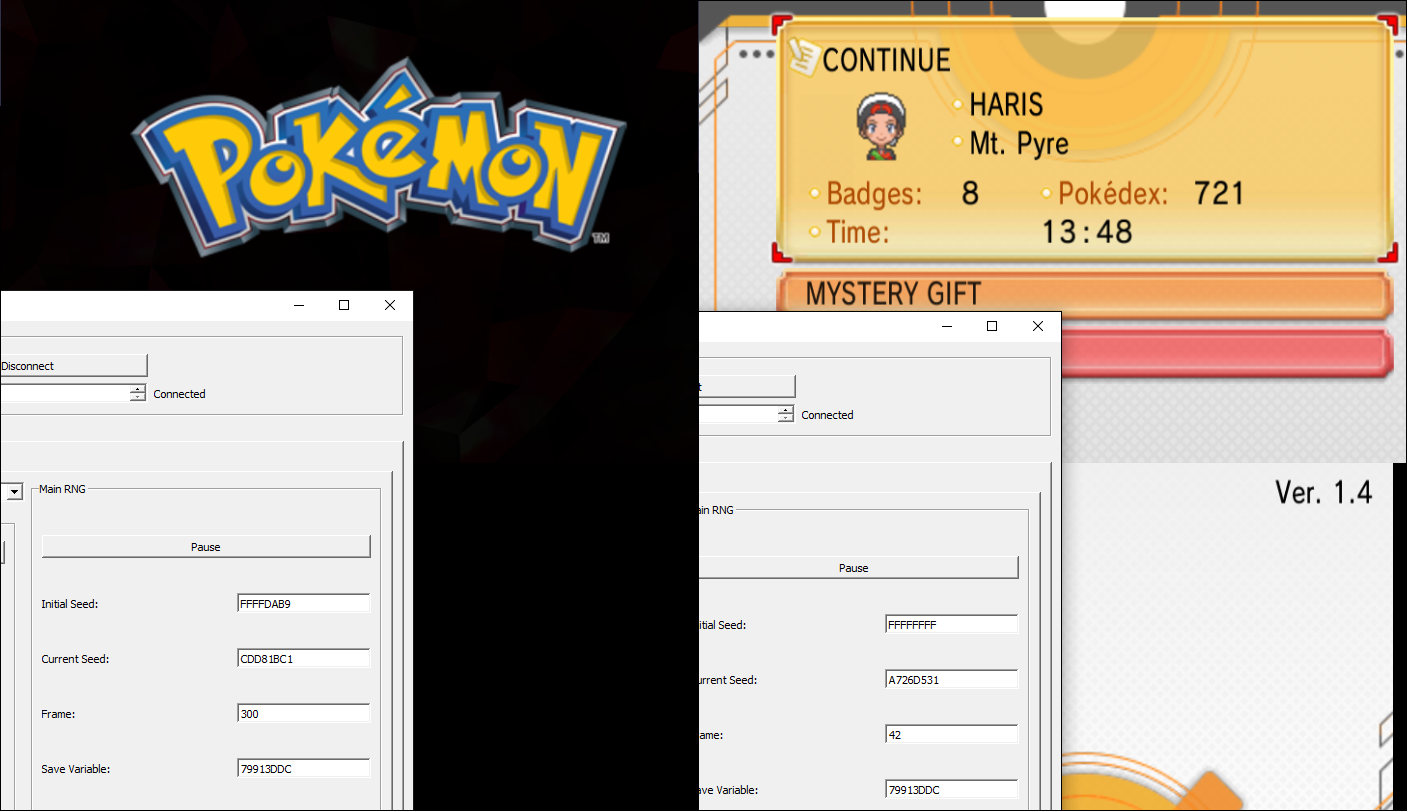 POKéMON
TM
Disconnect
Connected
Main RNG
Pause
Initial Seed: FFFFDAB9
Current Seed: CDD81BC1
Frame: 300
Save Variable: 79913DDC
CONTINUE
HARIS
Mt. Pyre
Badges: 8 Pokédex: 721
Time: 13:48
MYSTERY GIFT
t
Connected
ain RNG
Pause
itial Seed: FFFFFFFF
urrent Seed: A726D531
ame: 42
ve Variable: 79913DDC
Ver. 1.4